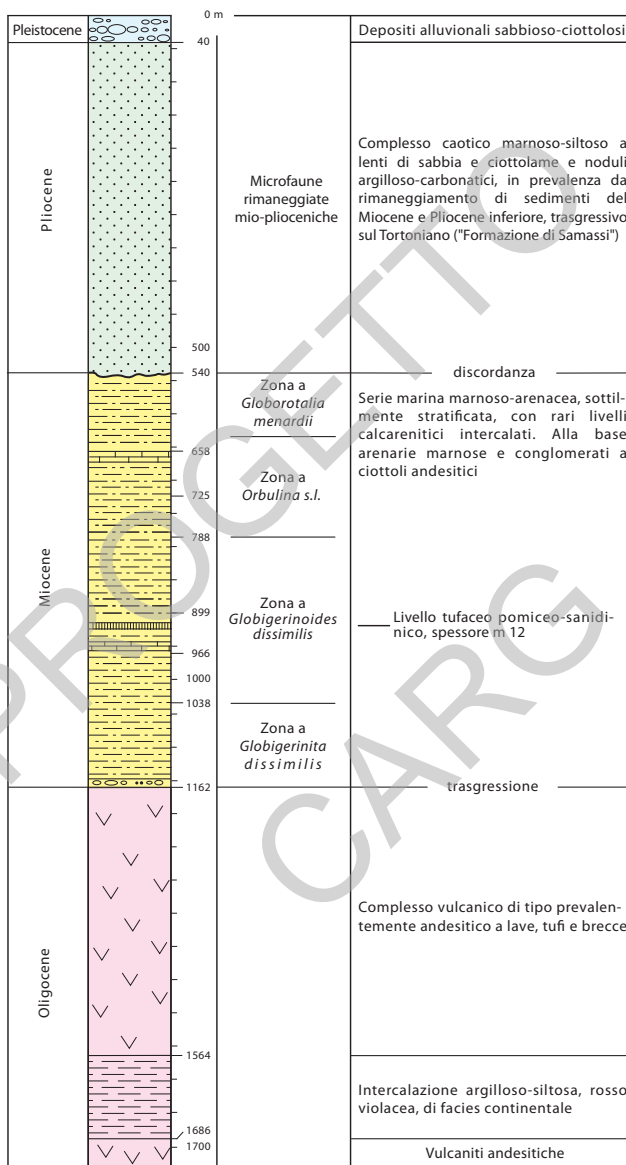 0 m
Pleistocene
Depositi alluvionali sabbioso-ciottolosi
40
Pliocene
Microfaune
rimaneggiate
mio-plioceniche
Complesso caotico marnoso-siltoso a
lenti di sabbia e ciottolame e noduli
argilloso-carbonatici, in prevalenza da
rimaneggiamento di sedimenti del
Miocene e Pliocene inferiore, trasgressivo
sul Tortoniano ("Formazione di Samassi")
500
540
discordanza
Miocene
Zona a
Globorotalia
menardii
Serie marina marnoso-arenacea, sottil-
mente stratificata, con rari livelli
calcarenitici intercalati. Alla base
arenarie marnose e conglomerati a
ciottoli andesitici
658
Zona a
Orbulina s.l.
725
788
899
Zona a
Globigerinoides
dissimilis
Livello tufaceo pomiceo-sanidi-
nico, spessore m 12
966
1000
1038
Zona a
Globigerinita
dissimilis
1162
trasgressione
Oligocene
Complesso vulcanico di tipo prevalen-
temente andesitico a lave, tufi e brecce
1564
Intercalazione argilloso-siltosa, rosso
violacea, di facies continentale
1686
1700
Vulcaniti andesitiche
PROGETTO
CARG